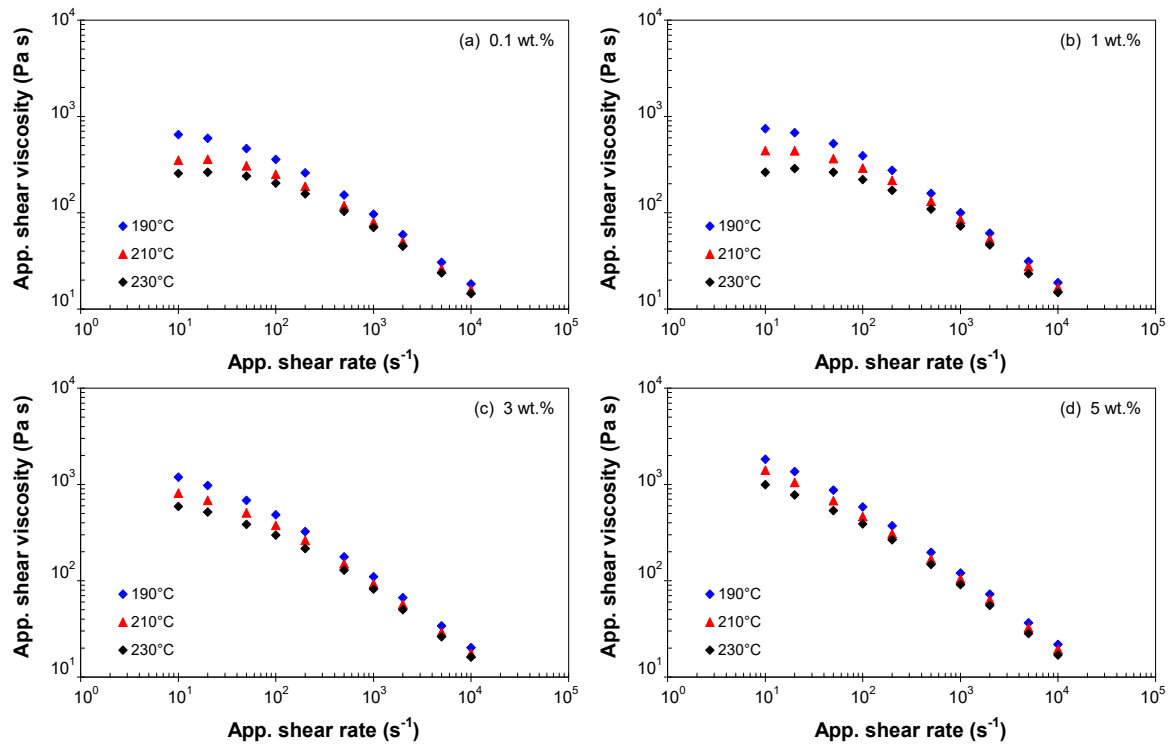 (a) 0.1 wt.%
App. shear viscosity (Pa s)
10⁴
10³
10²
10¹
190°C
210°C
230°C
10⁰ 10¹ 10² 10³ 10⁴ 10⁵
App. shear rate (s⁻¹)
(b) 1 wt.%
App. shear viscosity (Pa s)
10⁴
10³
10²
10¹
190°C
210°C
230°C
10⁰ 10¹ 10² 10³ 10⁴ 10⁵
App. shear rate (s⁻¹)
(c) 3 wt.%
App. shear viscosity (Pa s)
10⁴
10³
10²
10¹
190°C
210°C
230°C
10⁰ 10¹ 10² 10³ 10⁴ 10⁵
App. shear rate (s⁻¹)
(d) 5 wt.%
App. shear viscosity (Pa s)
10⁴
10³
10²
10¹
190°C
210°C
230°C
10⁰ 10¹ 10² 10³ 10⁴ 10⁵
App. shear rate (s⁻¹)